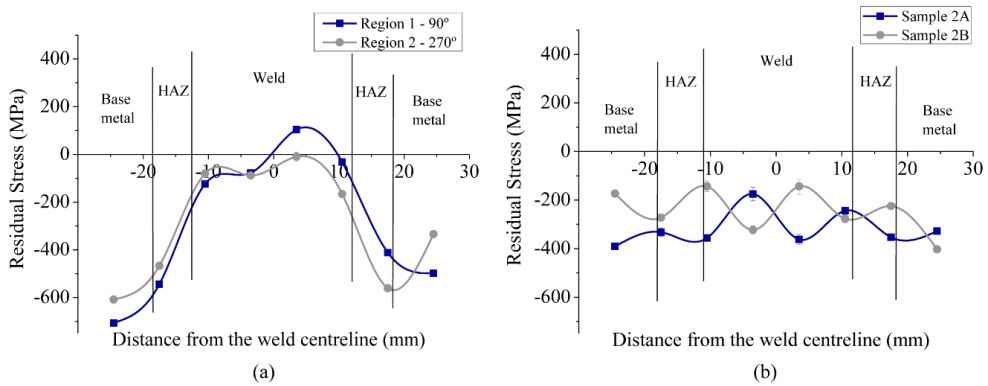 Region 1 - 90º
Region 2 - 270º
400
200
0
-200
-400
-600
Residual Stress (MPa)
Base
metal
HAZ
Weld
HAZ
Base
metal
-30
-20
-10
0
10
20
30
Distance from the weld centreline (mm)
(a)
Sample 2A
Sample 2B
400
200
0
-200
-400
-600
Residual Stress (MPa)
Base
metal
HAZ
Weld
HAZ
Base
metal
-30
-20
-10
0
10
20
30
Distance from the weld centreline (mm)
(b)